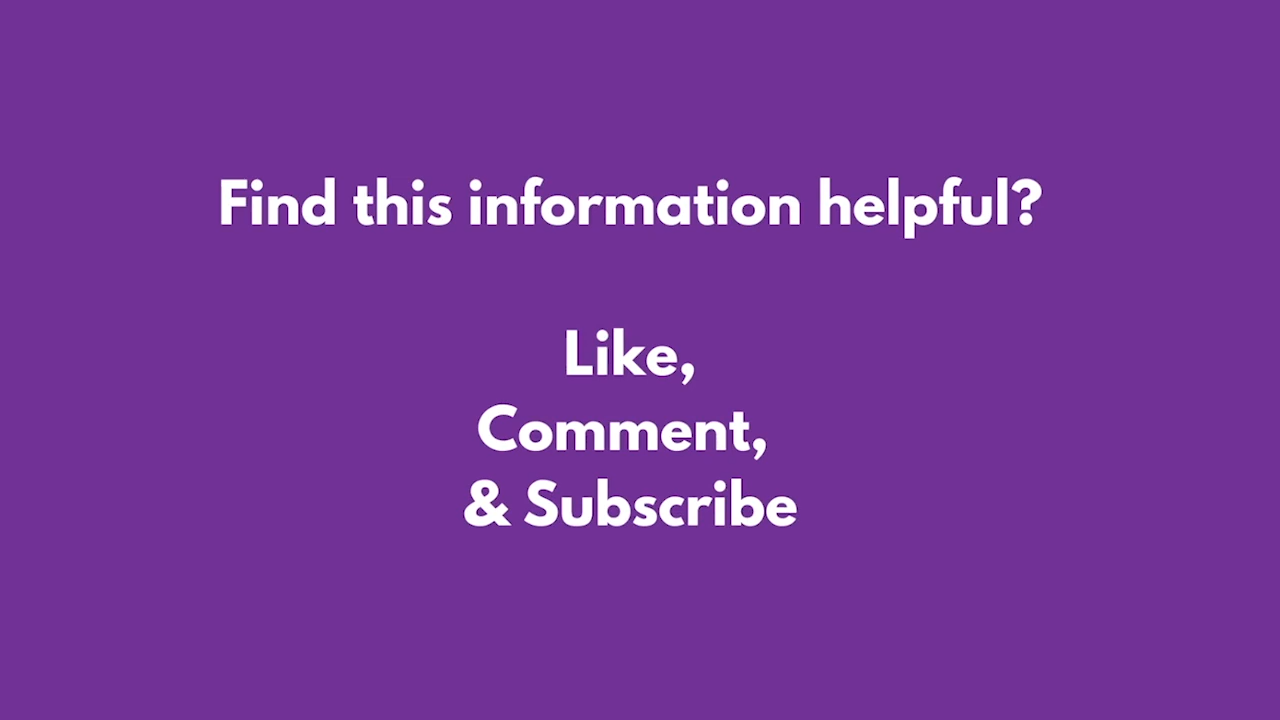 Find this information helpful?
Like,
Comment,
& Subscribe